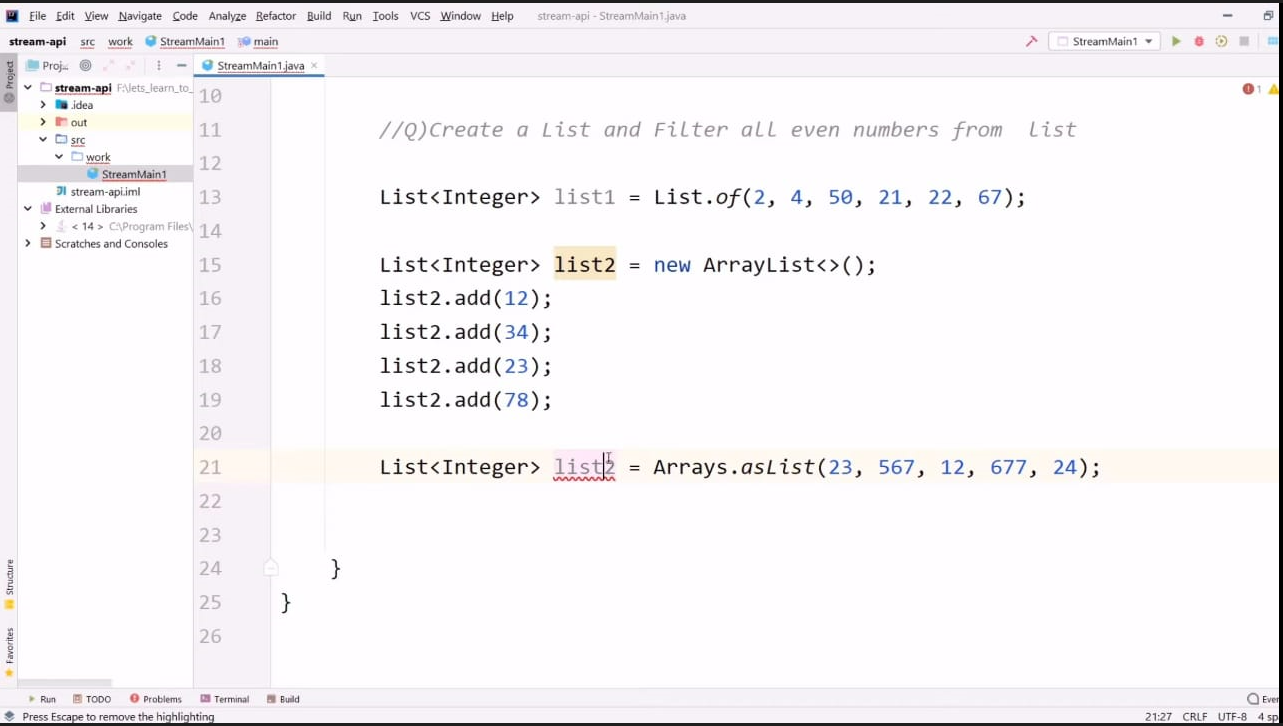 File Edit View Navigate Code Analyze Refactor Build Run Tools VCS Window Help stream-api - StreamMain1.java
stream-api src work StreamMain1 main StreamMain1
Project
Proj...
StreamMain1.java
1
stream-api F:\lets_learn_to_
.idea
out
src
work
StreamMain1
stream-api.iml
External Libraries
< 14 > C:\Program Files\
Scratches and Consoles
10
11 //Q)Create a List and Filter all even numbers from list
12
13 List<Integer> list1 = List.of(2, 4, 50, 21, 22, 67);
14
15 List<Integer> list2 = new ArrayList<>();
16 list2.add(12);
17 list2.add(34);
18 list2.add(23);
19 list2.add(78);
20
21 List<Integer> list2 = Arrays.asList(23, 567, 12, 677, 24);
22
23
24 }
25 }
26
Structure
Favorites
Run TODO Problems Terminal Build Even
Press Escape to remove the highlighting 21:27 CRLF UTF-8 4 sp